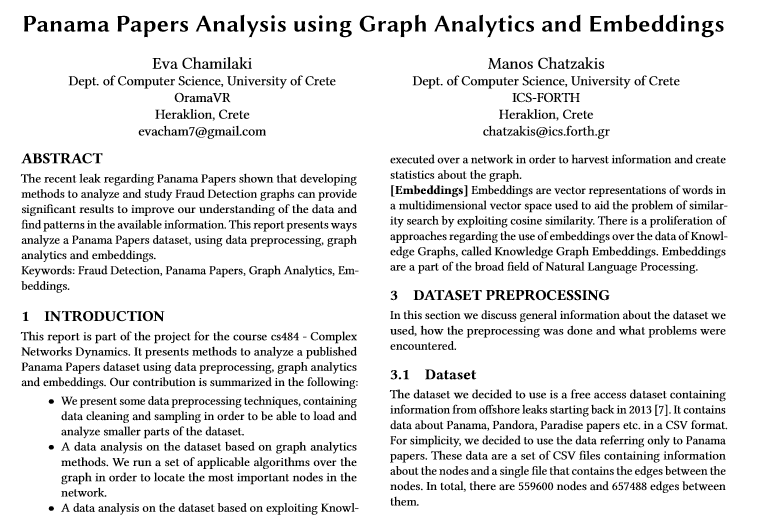 Panama Papers Analysis using Graph Analytics and Embeddings
Eva Chamilaki
Dept. of Computer Science, University of Crete
OramaVR
Heraklion, Crete
evacham7@gmail.com
Manos Chatzakis
Dept. of Computer Science, University of Crete
ICS-FORTH
Heraklion, Crete
chatzakis@ics.forth.gr
ABSTRACT
The recent leak regarding Panama Papers shown that developing
methods to analyze and study Fraud Detection graphs can provide
significant results to improve our understanding of the data and
find patterns in the available information. This report presents ways
analyze a Panama Papers dataset, using data preprocessing, graph
analytics and embeddings.
Keywords: Fraud Detection, Panama Papers, Graph Analytics, Em-
beddings.
1 INTRODUCTION
This report is part of the project for the course cs484 - Complex
Networks Dynamics. It presents methods to analyze a published
Panama Papers dataset using data preprocessing, graph analytics
and embeddings. Our contribution is summarized in the following:
• We present some data preprocessing techniques, containing
data cleaning and sampling in order to be able to load and
analyze smaller parts of the dataset.
• A data analysis on the dataset based on graph analytics
methods. We run a set of applicable algorithms over the
graph in order to locate the most important nodes in the
network.
• A data analysis on the dataset based on exploiting Knowl-
executed over a network in order to harvest information and create
statistics about the graph.
[Embeddings] Embeddings are vector representations of words in
a multidimensional vector space used to aid the problem of similar-
ity search by exploiting cosine similarity. There is a proliferation of
approaches regarding the use of embeddings over the data of Knowl-
edge Graphs, called Knowledge Graph Embeddings. Embeddings
are a part of the broad field of Natural Language Processing.
3 DATASET PREPROCESSING
In this section we discuss general information about the dataset we
used, how the preprocessing was done and what problems were
encountered.
3.1 Dataset
The dataset we decided to use is a free access dataset containing
information from offshore leaks starting back in 2013 [7]. It contains
data about Panama, Pandora, Paradise papers etc. in a CSV format.
For simplicity, we decided to use the data referring only to Panama
papers. These data are a set of CSV files containing information
about the nodes and a single file that contains the edges between the
nodes. In total, there are 559600 nodes and 657488 edges between
them.